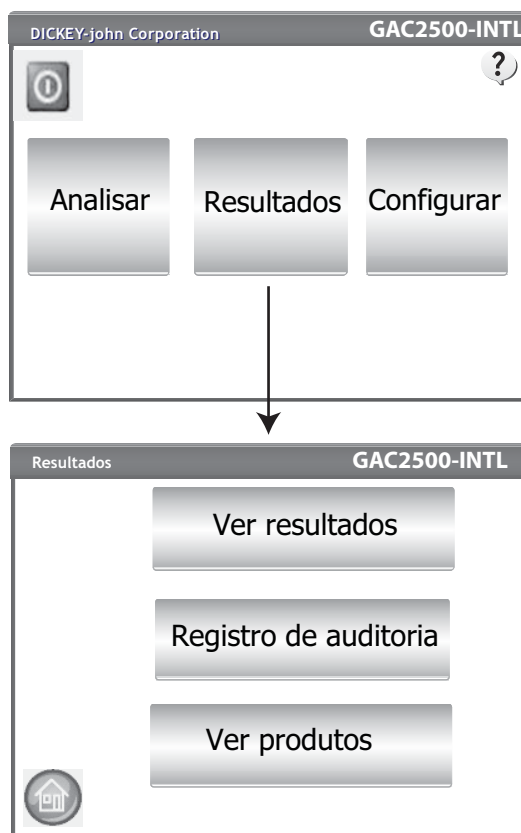 DICKEY-john Corporation GAC2500-INTL
?
Analisar Resultados Configurar
Resultados GAC2500-INTL
Ver resultados
Registro de auditoria
Ver produtos